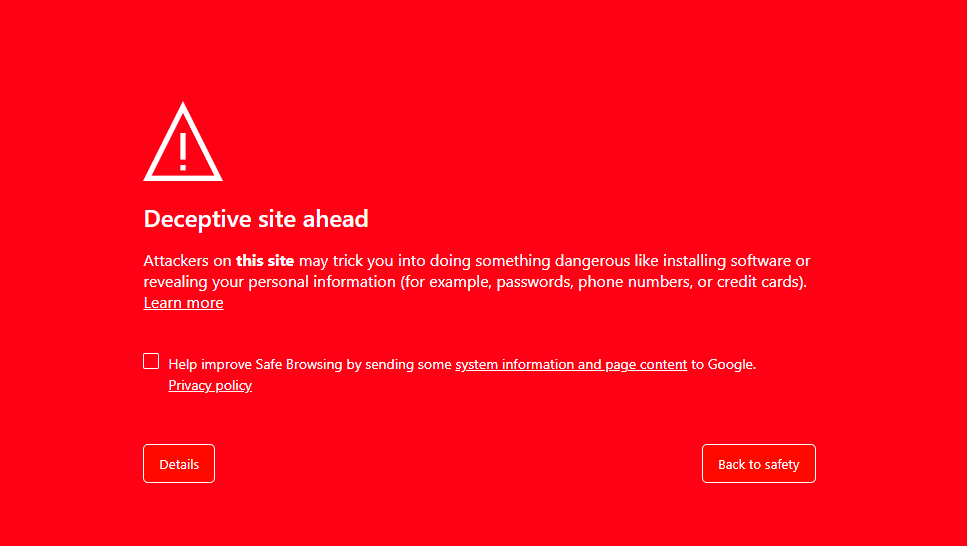 Deceptive site ahead
Attackers on this site may trick you into doing something dangerous like installing software or
revealing your personal information (for example, passwords, phone numbers, or credit cards).
Learn more
Help improve Safe Browsing by sending some system information and page content to Google.
Privacy policy
Details
Back to safety